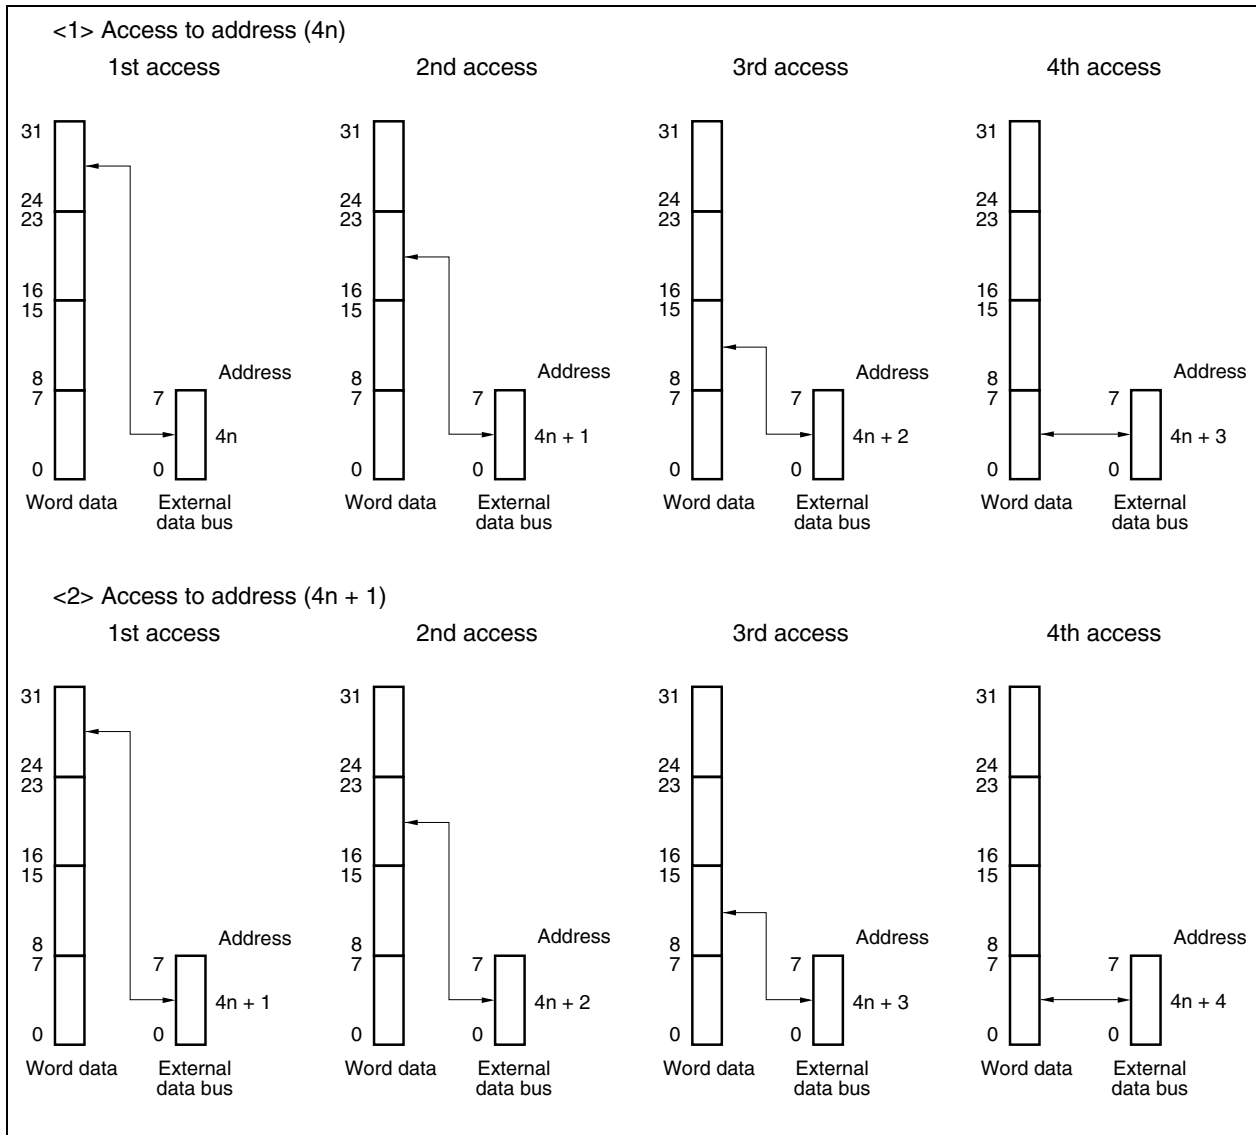 <1> Access to address (4n)
1st access
2nd access
3rd access
4th access
31
24
23
16
15
8
7
0
Address
7
4n
0
Word data
External
data bus
31
24
23
16
15
8
7
0
Address
7
4n + 1
0
Word data
External
data bus
31
24
23
16
15
8
7
0
Address
7
4n + 2
0
Word data
External
data bus
31
24
23
16
15
8
7
0
Address
7
4n + 3
0
Word data
External
data bus
<2> Access to address (4n + 1)
1st access
2nd access
3rd access
4th access
31
24
23
16
15
8
7
0
Address
7
4n + 1
0
Word data
External
data bus
31
24
23
16
15
8
7
0
Address
7
4n + 2
0
Word data
External
data bus
31
24
23
16
15
8
7
0
Address
7
4n + 3
0
Word data
External
data bus
31
24
23
16
15
8
7
0
Address
7
4n + 4
0
Word data
External
data bus